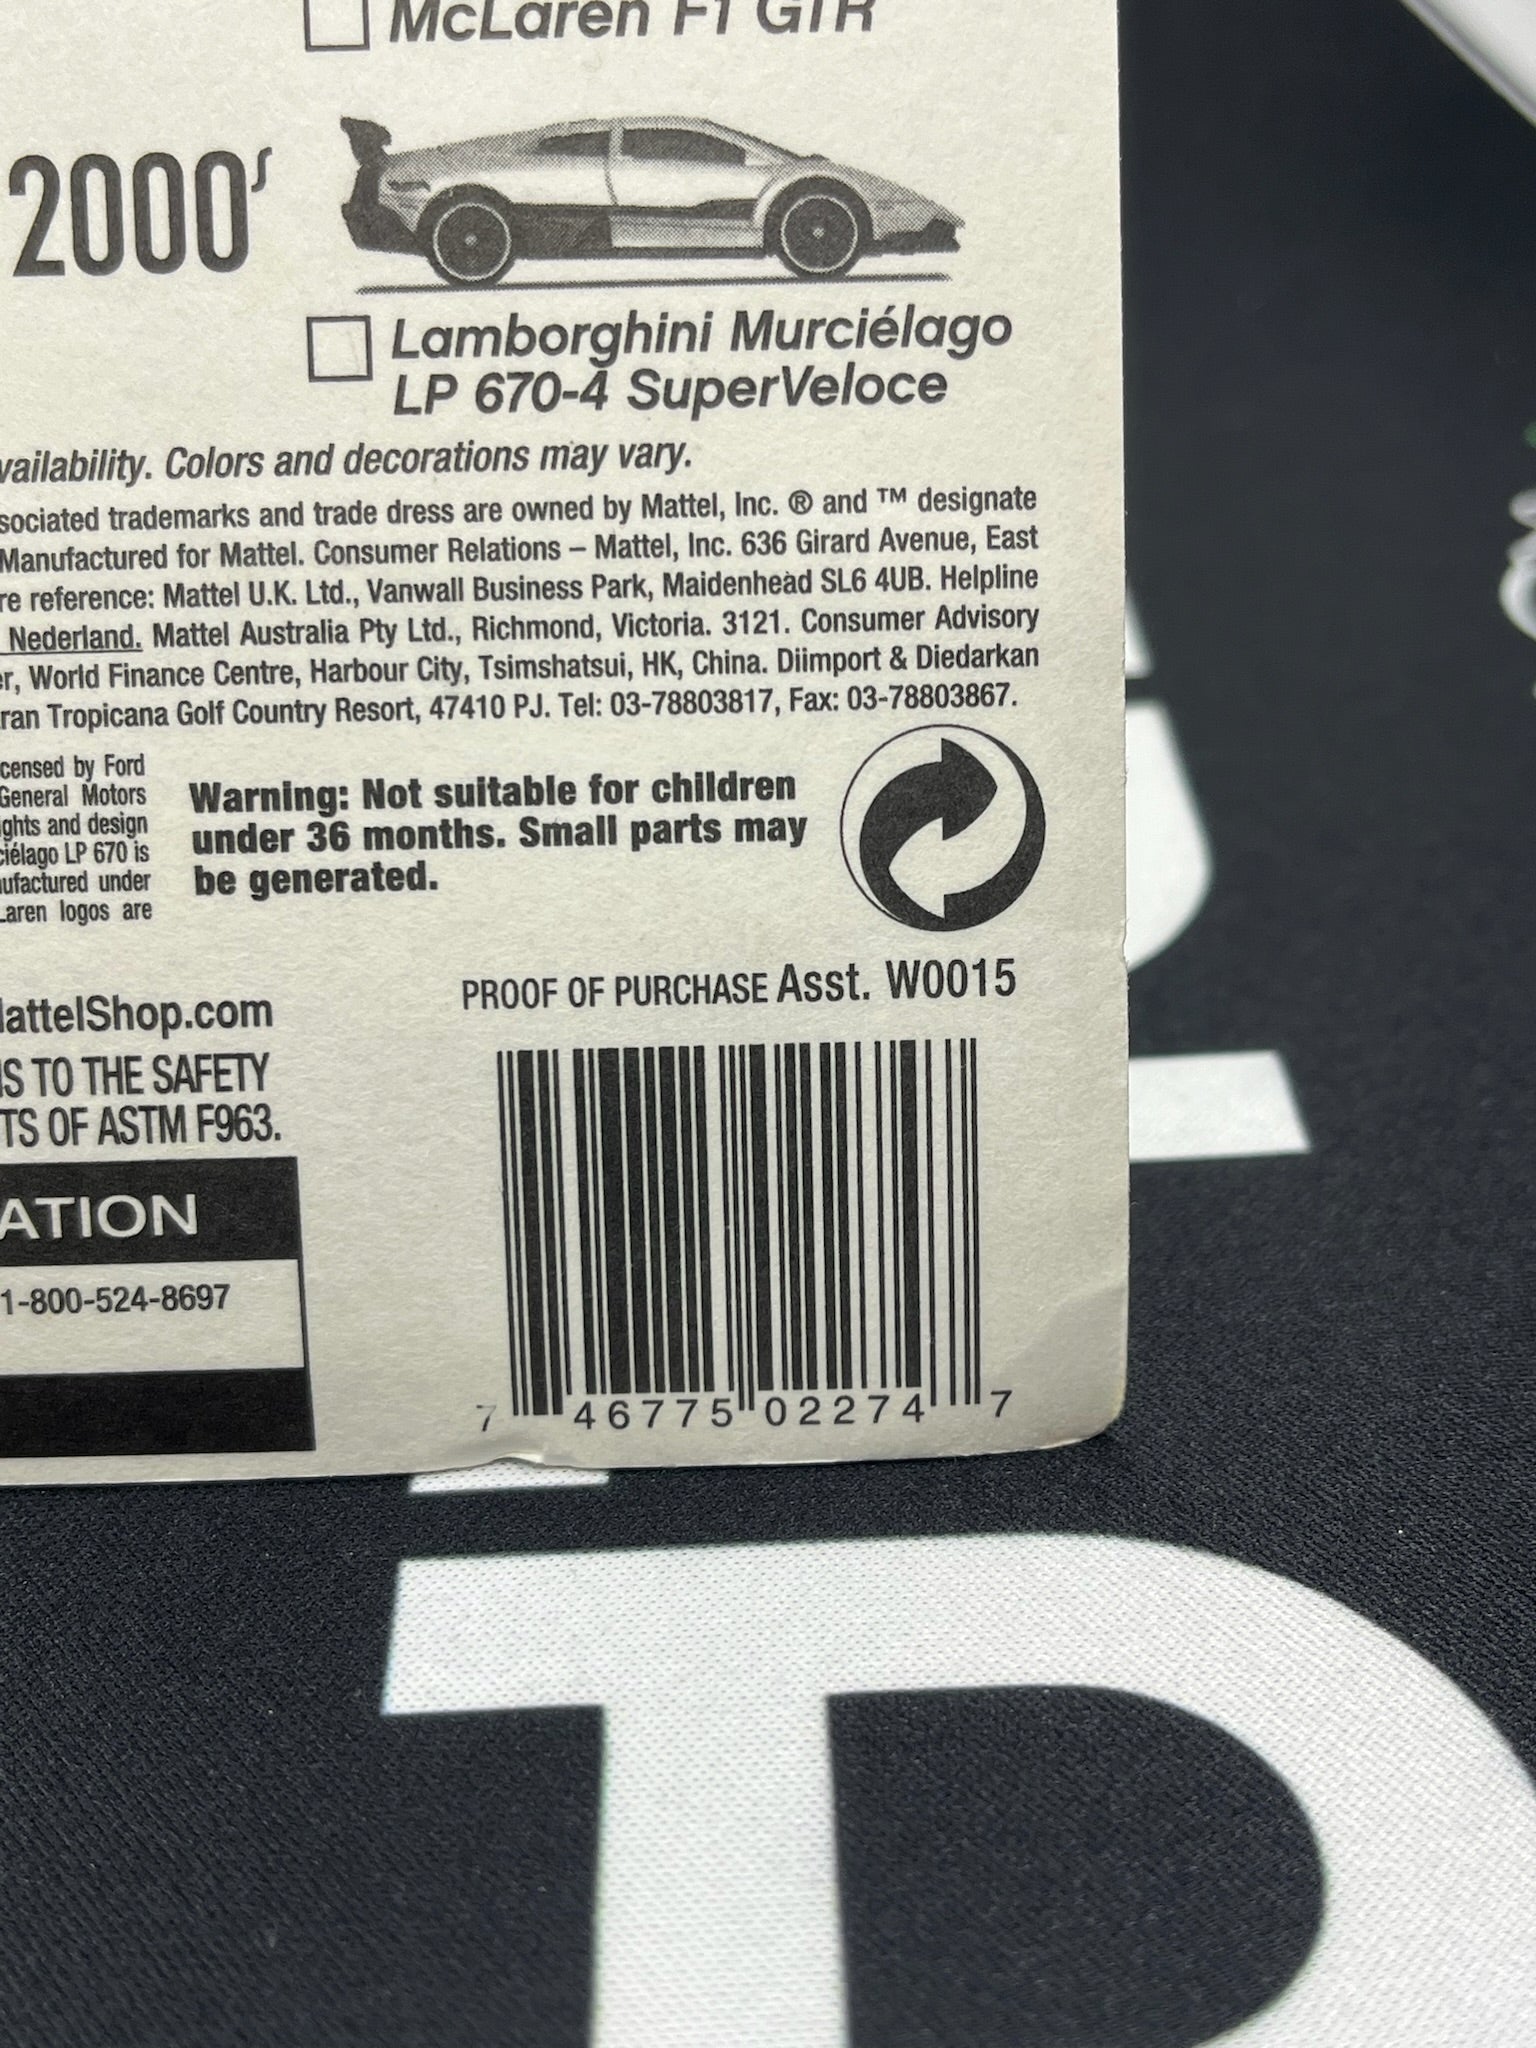 McLaren F1 GTR
2000's
Lamborghini Murciélago
LP 670-4 SuperVeloce
vailability. Colors and decorations may vary.
sociated trademarks and trade dress are owned by Mattel, Inc. ® and ™ designate
Manufactured for Mattel. Consumer Relations – Mattel, Inc. 636 Girard Avenue, East
re reference: Mattel U.K. Ltd., Vanwall Business Park, Maidenhead SL6 4UB. Helpline
Nederland. Mattel Australia Pty Ltd., Richmond, Victoria. 3121. Consumer Advisory
er, World Finance Centre, Harbour City, Tsimshatsui, HK, China. Diimport & Diedarkan
ran Tropicana Golf Country Resort, 47410 PJ. Tel: 03-78803817, Fax: 03-78803867.
censed by Ford
General Motors
ghts and design
ciélago LP 670 is
nufactured under
Laren logos are
Warning: Not suitable for children
under 36 months. Small parts may
be generated.
PROOF OF PURCHASE Asst. W0015
MattelShop.com
MS TO THE SAFETY
TS OF ASTM F963.
ATION
1-800-524-8697
7 46775 02274 7